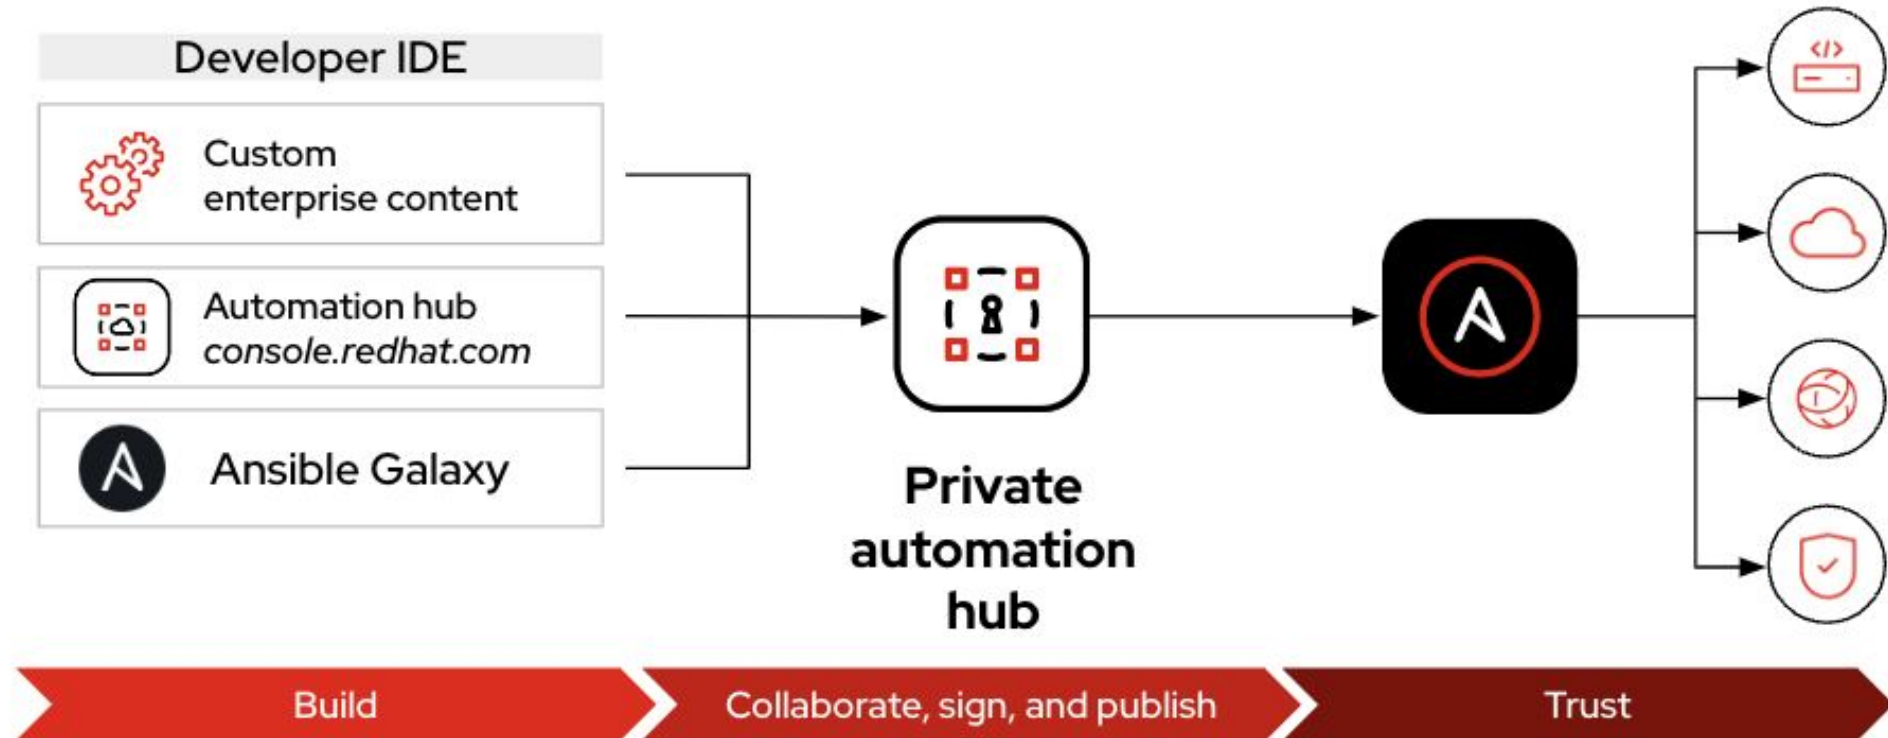 Developer IDE
Custom
enterprise content
Automation hub
console.redhat.com
Ansible Galaxy
Private
automation
hub
</>
Build
Collaborate, sign, and publish
Trust